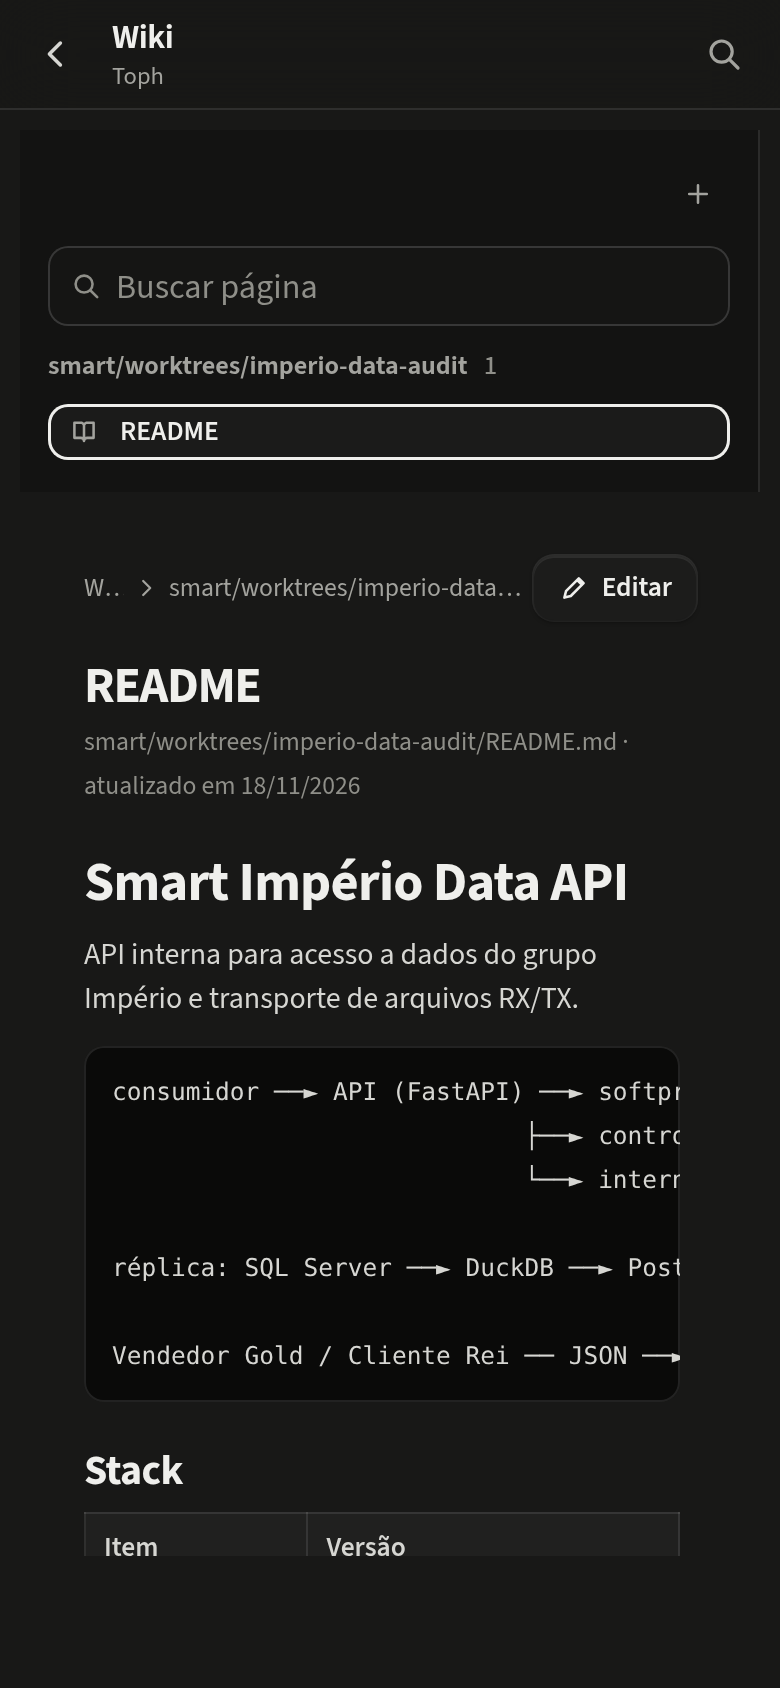 Wiki
Toph
Buscar página
smart/worktrees/imperio-data-audit 1
README
W.. > smart/worktrees/imperio-data... Editar
README
smart/worktrees/imperio-data-audit/README.md ·
atualizado em 18/11/2026
Smart Império Data API
API interna para acesso a dados do grupo
Império e transporte de arquivos RX/TX.
consumidor ──► API (FastAPI) ──► softpr
├──► contro
└──► intern
réplica: SQL Server ──► DuckDB ──► Post
Vendedor Gold / Cliente Rei ── JSON ──►
Stack
Item Versão